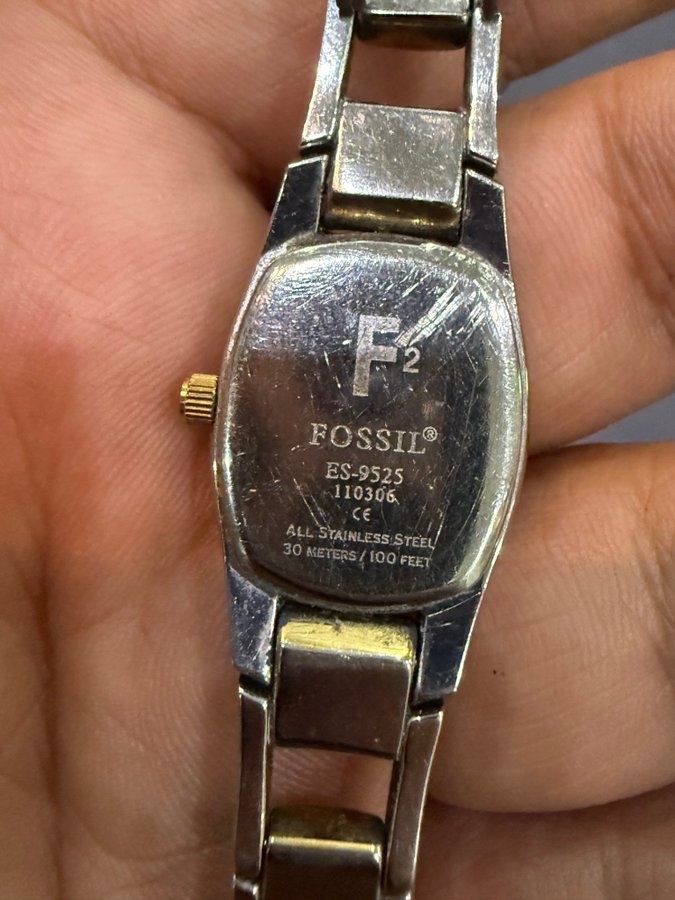 F2
FOSSIL®
ES-9525
110306
CE
ALL STAINLESS STEEL
30 METERS / 100 FEET